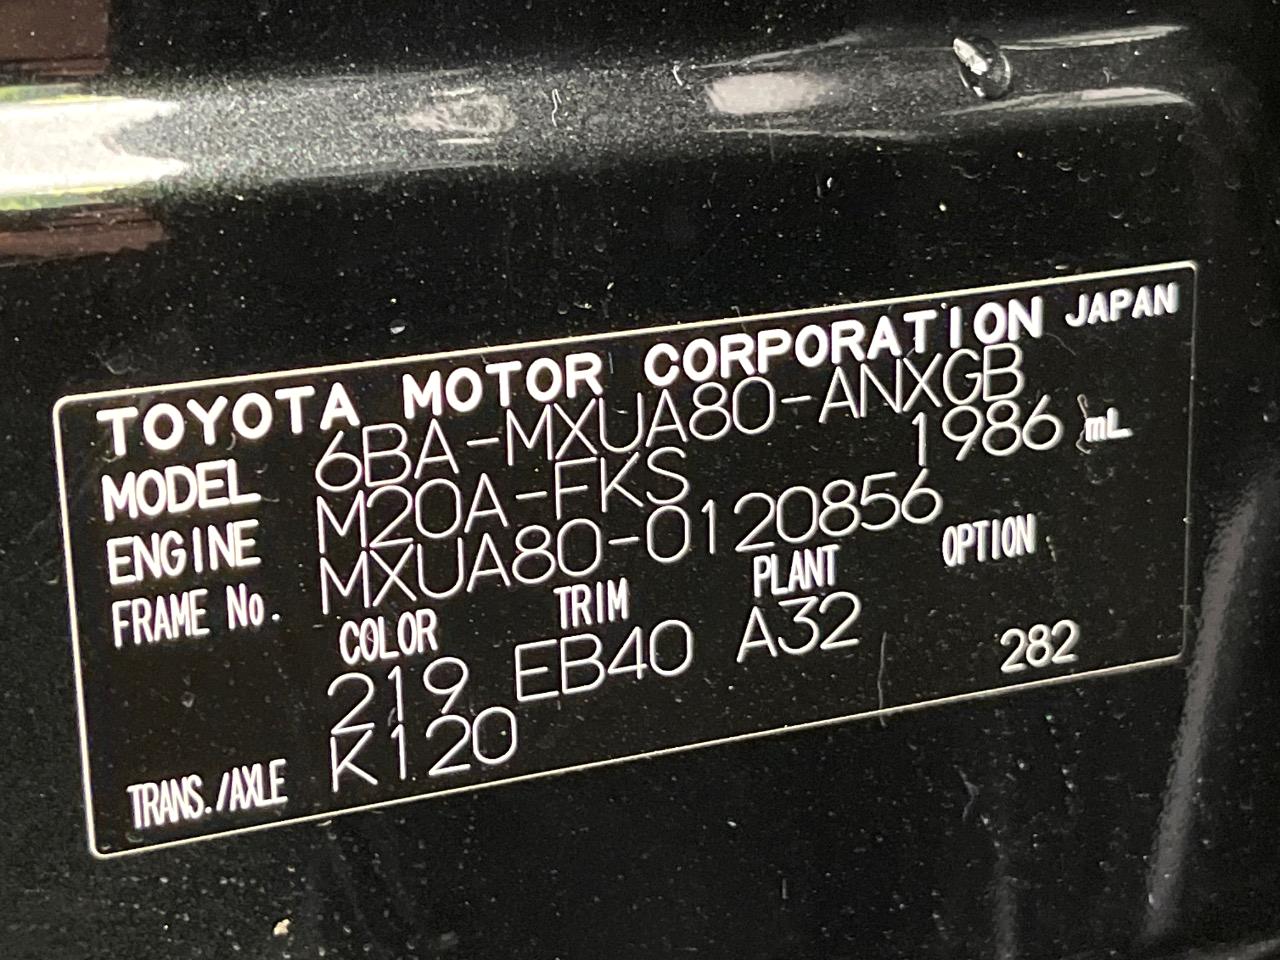 TOYOTA MOTOR CORPORATION JAPAN
MODEL 6BA-MXUA80-ANXGB
ENGINE M20A-FKS 1986 mL
FRAME No. MXUA80-0120856
COLOR TRIM PLANT OPTION
219 EB40 A32 282
TRANS./AXLE K120